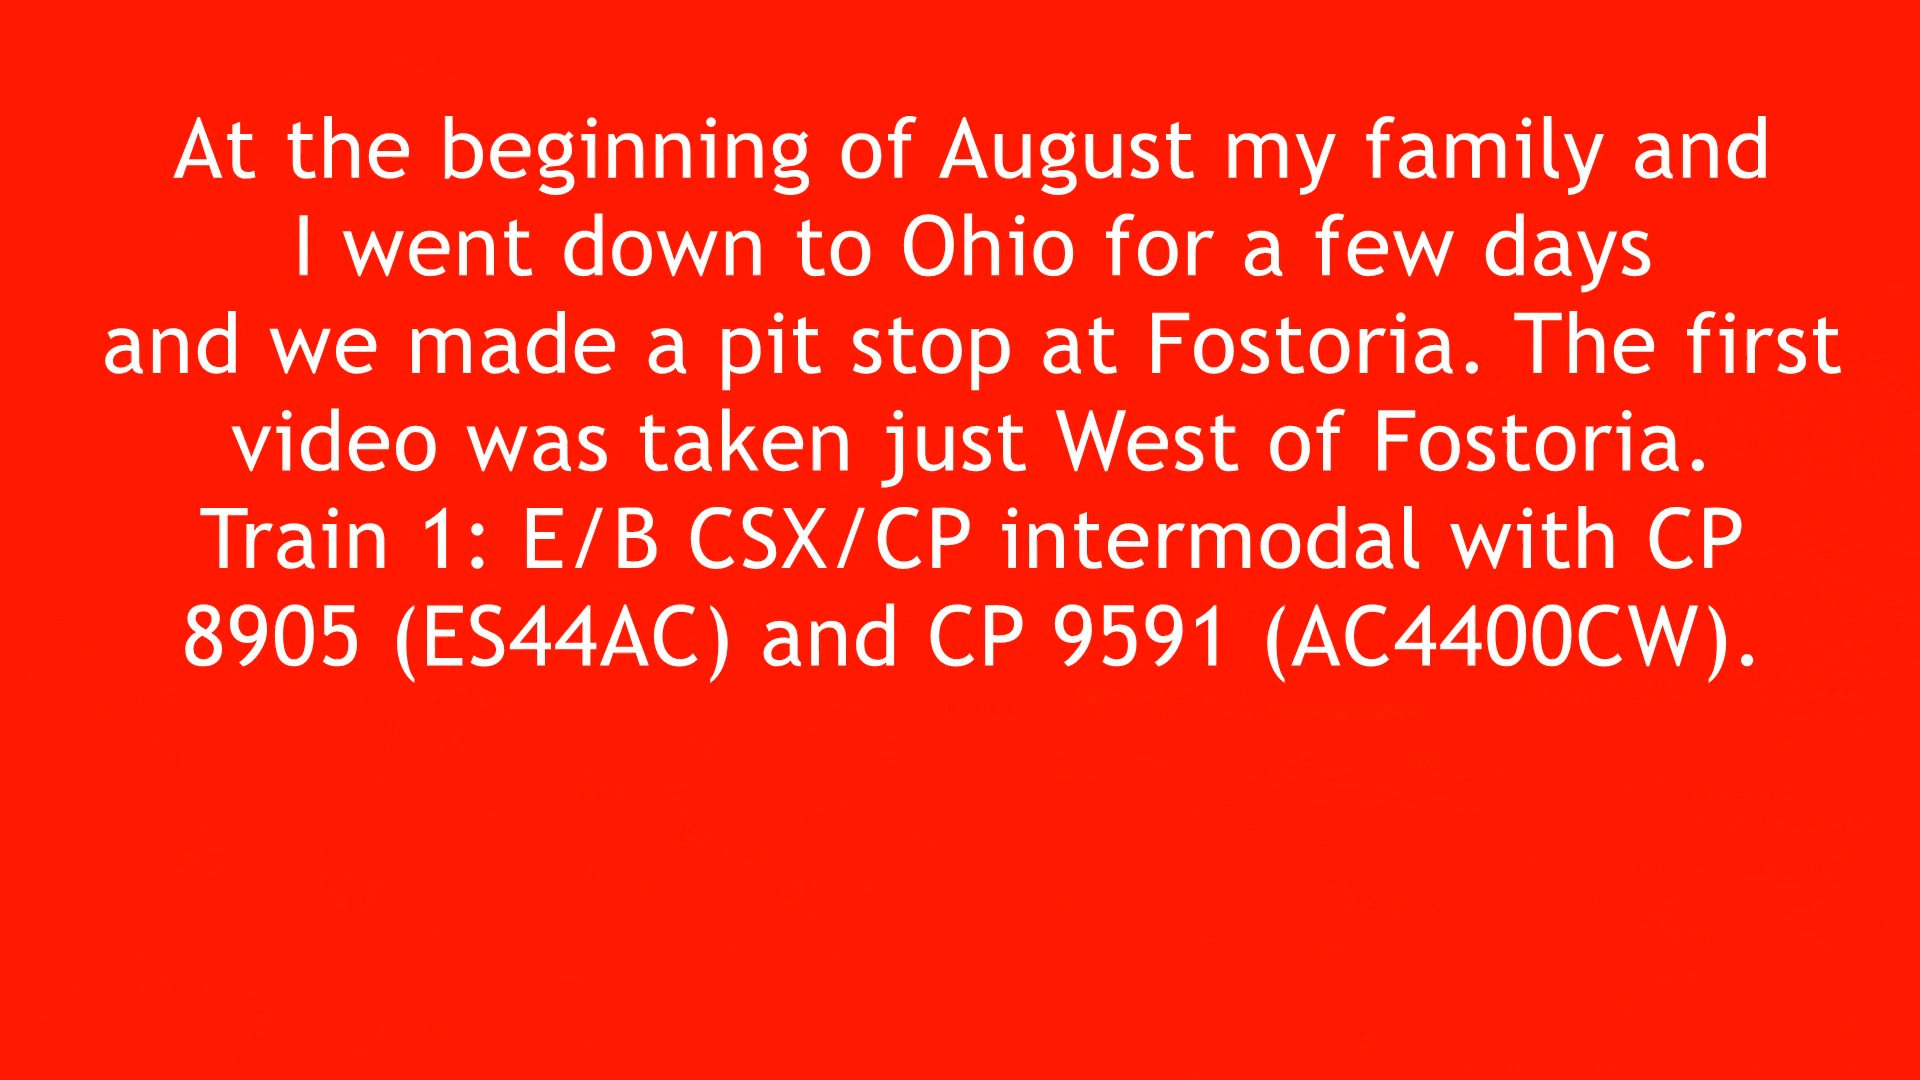 At the beginning of August my family and
I went down to Ohio for a few days
and we made a pit stop at Fostoria. The first
video was taken just West of Fostoria.
Train 1: E/B CSX/CP intermodal with CP
8905 (ES44AC) and CP 9591 (AC4400CW).